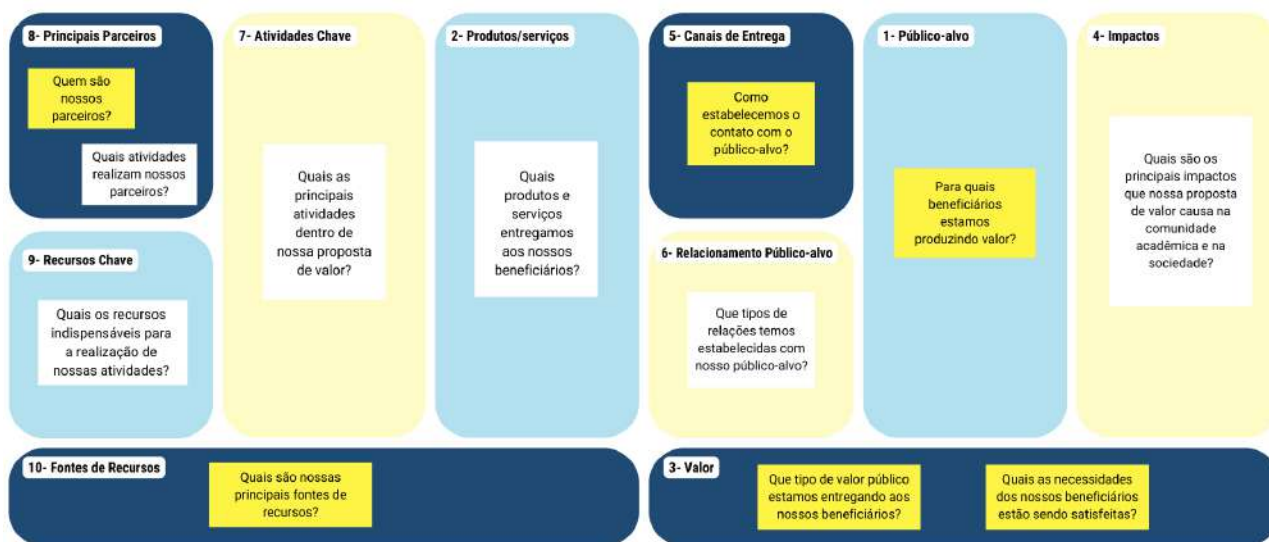 8- Principais Parceiros
Quem são
nossos
parceiros?
Quais atividades
realizam nossos
parceiros?
9- Recursos Chave
Quais os recursos
indispensáveis para
a realização de
nossas atividades?
7- Atividades Chave
Quais as
principais
atividades
dentro de
nossa proposta
de valor?
2- Produtos/serviços
Quais
produtos e
serviços
entregamos
aos nossos
beneficiários?
5- Canais de Entrega
Como
estabelecemos o
contato com o
público-alvo?
6- Relacionamento Público-alvo
Que tipos de
relações temos
estabelecidas com
nosso público-alvo?
1- Público-alvo
Para quais
beneficiários
estamos
produzindo valor?
4- Impactos
Quais são os
principais impactos
que nossa proposta
de valor causa na
comunidade
acadêmica e na
sociedade?
10- Fontes de Recursos
Quais são nossas
principais fontes de
recursos?
3- Valor
Que tipo de valor público
estamos entregando aos
nossos beneficiários?
Quais as necessidades
dos nossos beneficiários
estão sendo satisfeitas?